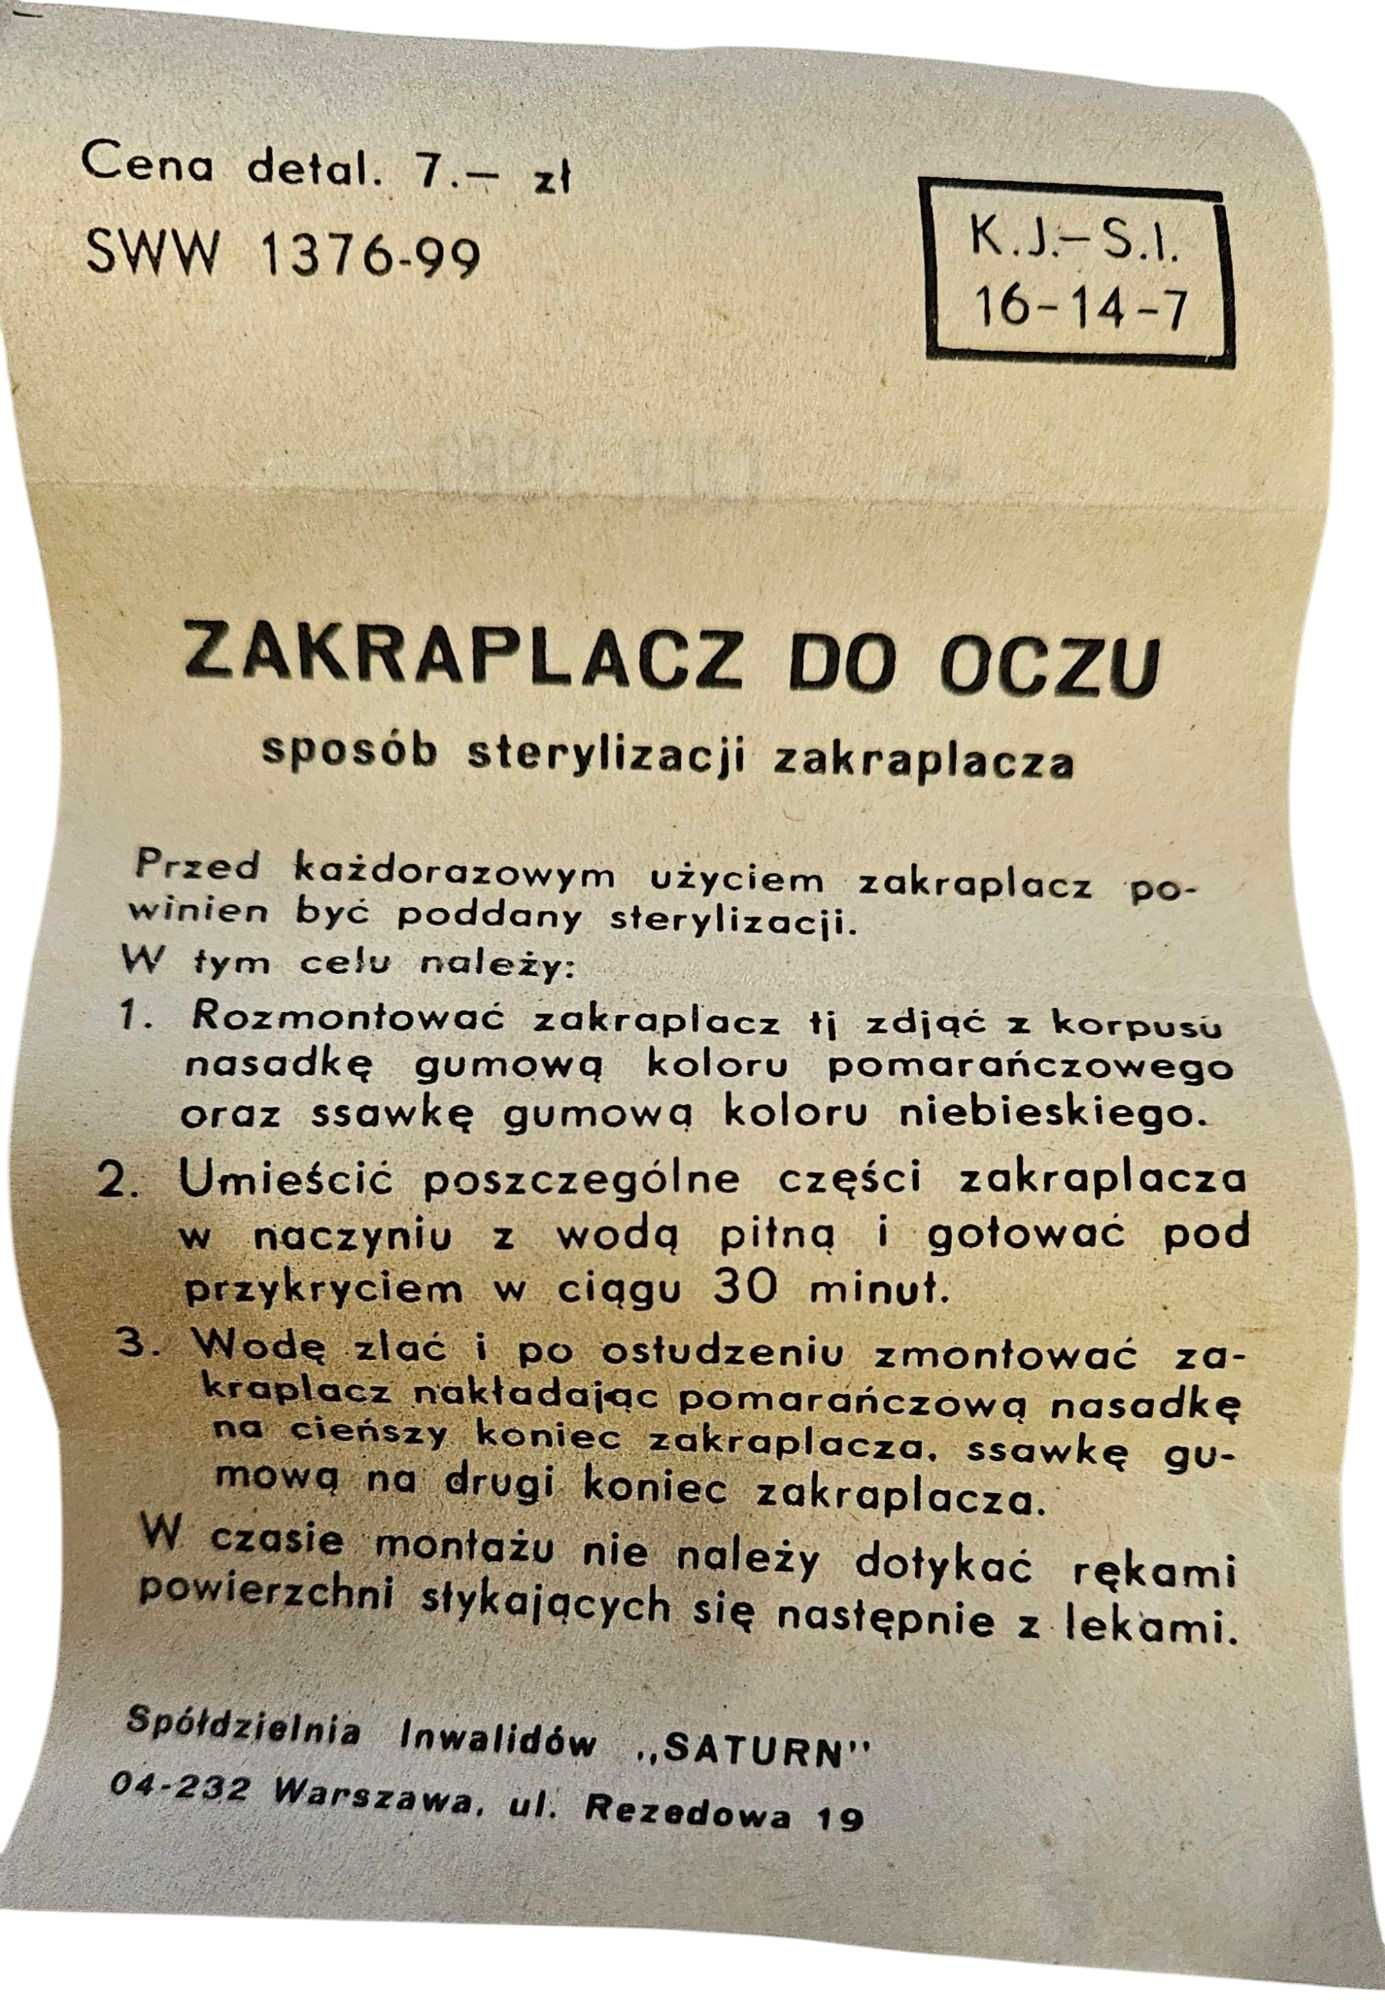 Cena detal. 7.— zł
SWW 1376-99
K.J.—S.I.
16-14-7
ZAKRAPLACZ DO OCZU
sposób sterylizacji zakraplacza
Przed każdorazowym użyciem zakraplacz po-
winien być poddany sterylizacji.
W tym celu należy:
1. Rozmontować zakraplacz tj zdjąć z korpusu
nasadkę gumową koloru pomarańczowego
oraz ssawkę gumową koloru niebieskiego.
2. Umieścić poszczególne części zakraplacza
w naczyniu z wodą pitną i gotować pod
przykryciem w ciągu 30 minut.
3. Wodę zlać i po ostudzeniu zmontować za-
kraplacz nakładając pomarańczową nasadkę
na cieńszy koniec zakraplacza, ssawkę gu-
mową na drugi koniec zakraplacza.
W czasie montażu nie należy dotykać rękami
powierzchni stykających się następnie z lekami.
Spółdzielnia Inwalidów „SATURN"
04-232 Warszawa, ul. Rezedowa 19